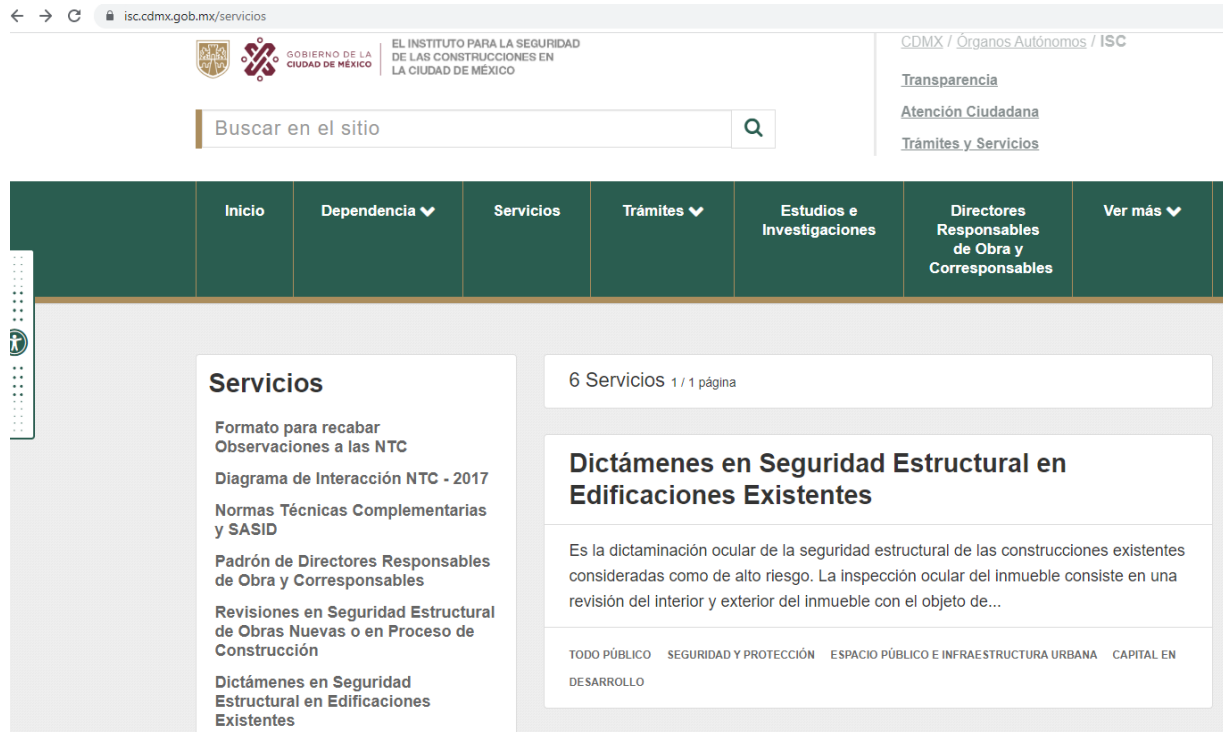 isc.cdmx.gob.mx/servicios
GOBIERNO DE LA
CIUDAD DE MÉXICO
EL INSTITUTO PARA LA SEGURIDAD
DE LAS CONSTRUCCIONES EN
LA CIUDAD DE MÉXICO
CDMX / Órganos Autónomos / ISC
Transparencia
Atención Ciudadana
Trámites y Servicios
Buscar en el sitio
Inicio
Dependencia
Servicios
Trámites
Estudios e
Investigaciones
Directores
Responsables
de Obra y
Corresponsables
Ver más
Servicios
Formato para recabar
Observaciones a las NTC
Diagrama de Interacción NTC - 2017
Normas Técnicas Complementarias
y SASID
Padrón de Directores Responsables
de Obra y Corresponsables
Revisiones en Seguridad Estructural
de Obras Nuevas o en Proceso de
Construcción
Dictámenes en Seguridad
Estructural en Edificaciones
Existentes
6 Servicios 1 / 1 página
Dictámenes en Seguridad Estructural en
Edificaciones Existentes
Es la dictaminación ocular de la seguridad estructural de las construcciones existentes
consideradas como de alto riesgo. La inspección ocular del inmueble consiste en una
revisión del interior y exterior del inmueble con el objeto de...
TODO PÚBLICO SEGURIDAD Y PROTECCIÓN ESPACIO PÚBLICO E INFRAESTRUCTURA URBANA CAPITAL EN
DESARROLLO